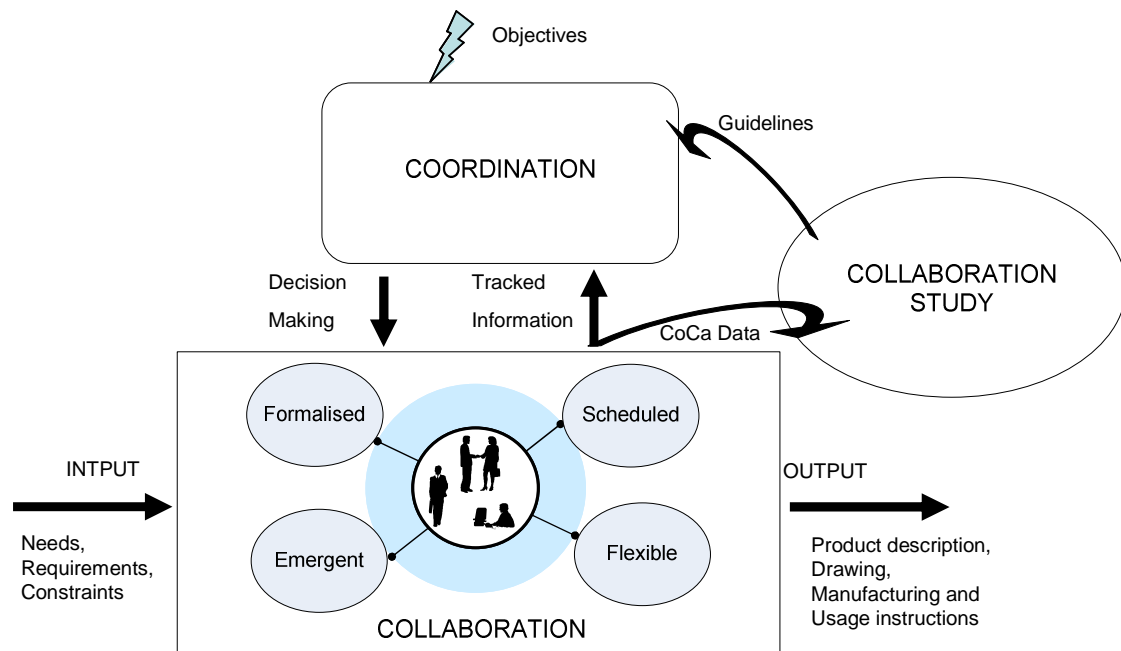 Objectives
COORDINATION
Guidelines
COLLABORATION
STUDY
Decision
Making
Tracked
Information
CoCa Data
Formalised
Scheduled
Emergent
Flexible
COLLABORATION
INTPUT
Needs,
Requirements,
Constraints
OUTPUT
Product description,
Drawing,
Manufacturing and
Usage instructions